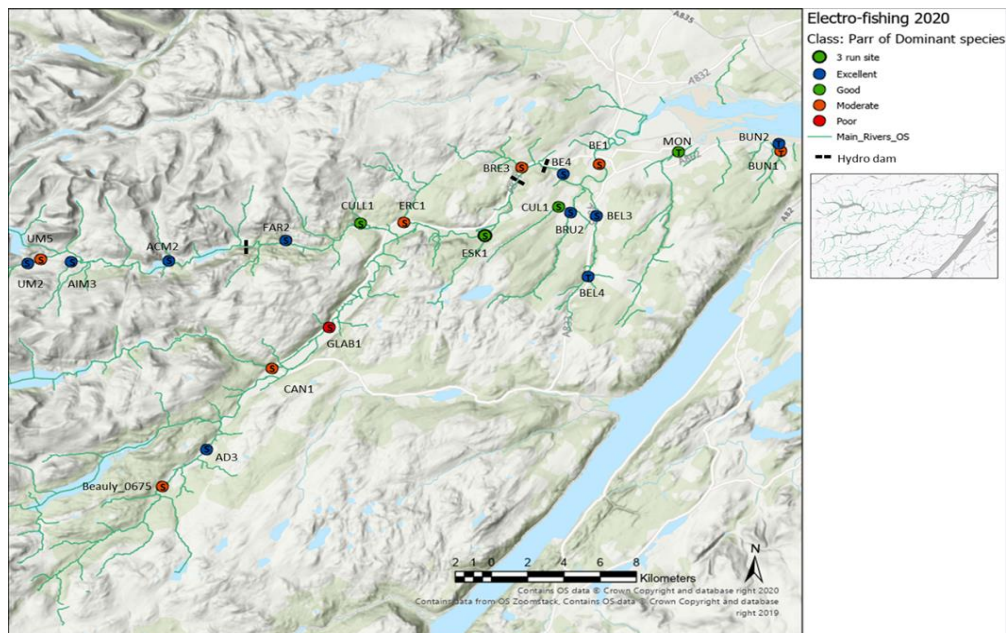 Electro-fishing 2020
Class: Parr of Dominant species
3 run site
Excellent
Good
Moderate
Poor
Main_Rivers_OS
Hydro dam
A835
A832
MON
BUN2
BE1
BE4
BRE3
BUN1
CULL1
ERC1
CUL1
BEL3
A82
FAR2
BRU2
UM5
ACM2
ESK1
UM2
AIM3
BEL4
GLAB1
CAN1
AD3
Beauly_0675
N
2 1 0 2 4 6 8
Kilometers
Contains OS data © Crown Copyright and database right 2020
Contains data from OS Zoomstack, Contains OS data © Crown Copyright and database
right 2019